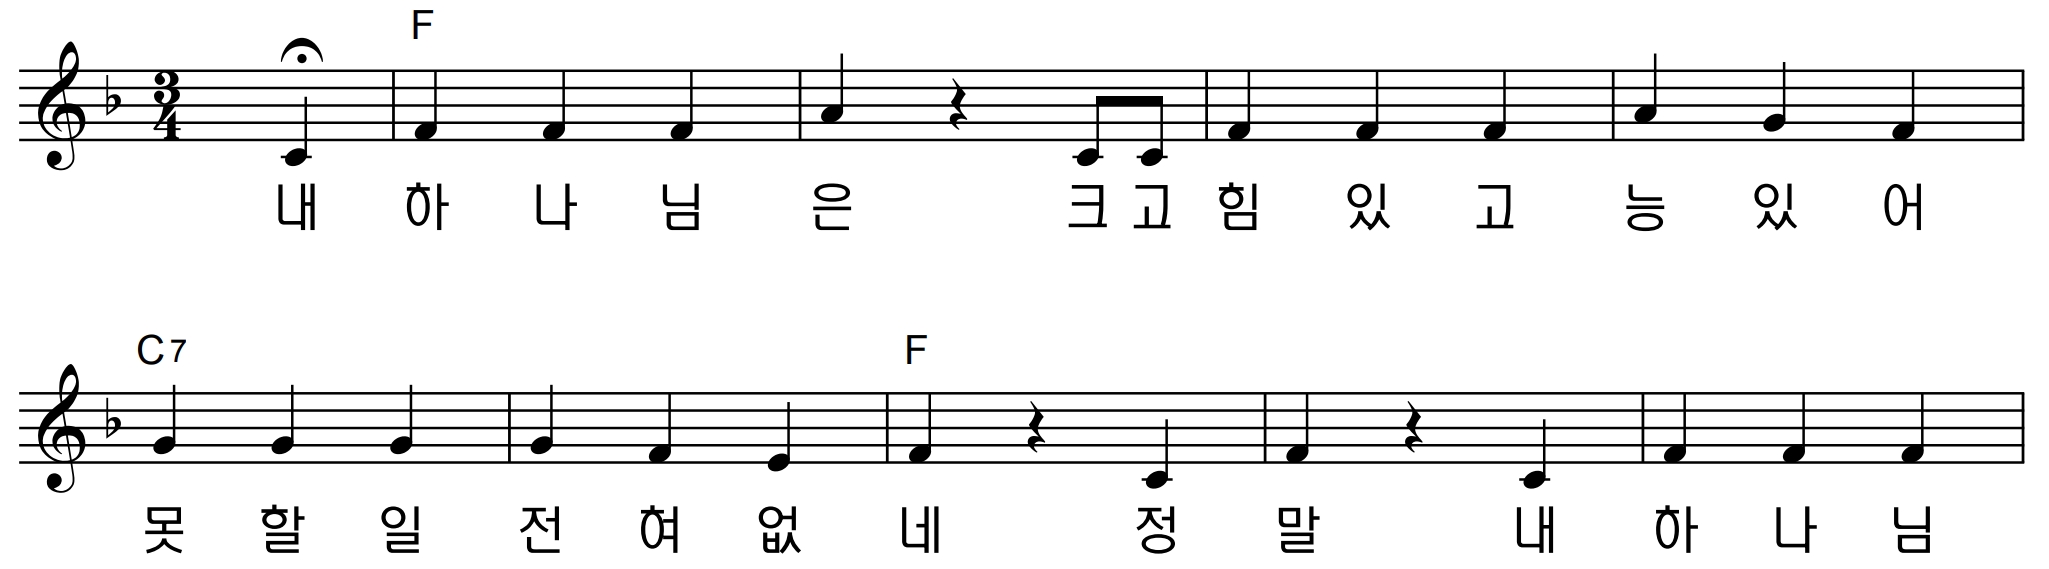 F
3
4
내 하 나 님 은 크 고 힘 있 고 능 있 어
C7 F
못 할 일 전 혀 없 네 정 말 내 하 나 님